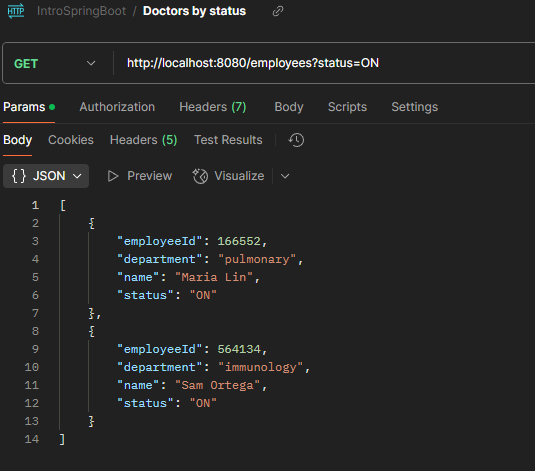 HTTP IntroSpringBoot / Doctors by status
GET http://localhost:8080/employees?status=ON
Params Authorization Headers (7) Body Scripts Settings
Body Cookies Headers (5) Test Results
{} JSON Preview Visualize
1 [
2 {
3 "employeeId": 166552,
4 "department": "pulmonary",
5 "name": "Maria Lin",
6 "status": "ON"
7 },
8 {
9 "employeeId": 564134,
10 "department": "immunology",
11 "name": "Sam Ortega",
12 "status": "ON"
13 }
14 ]